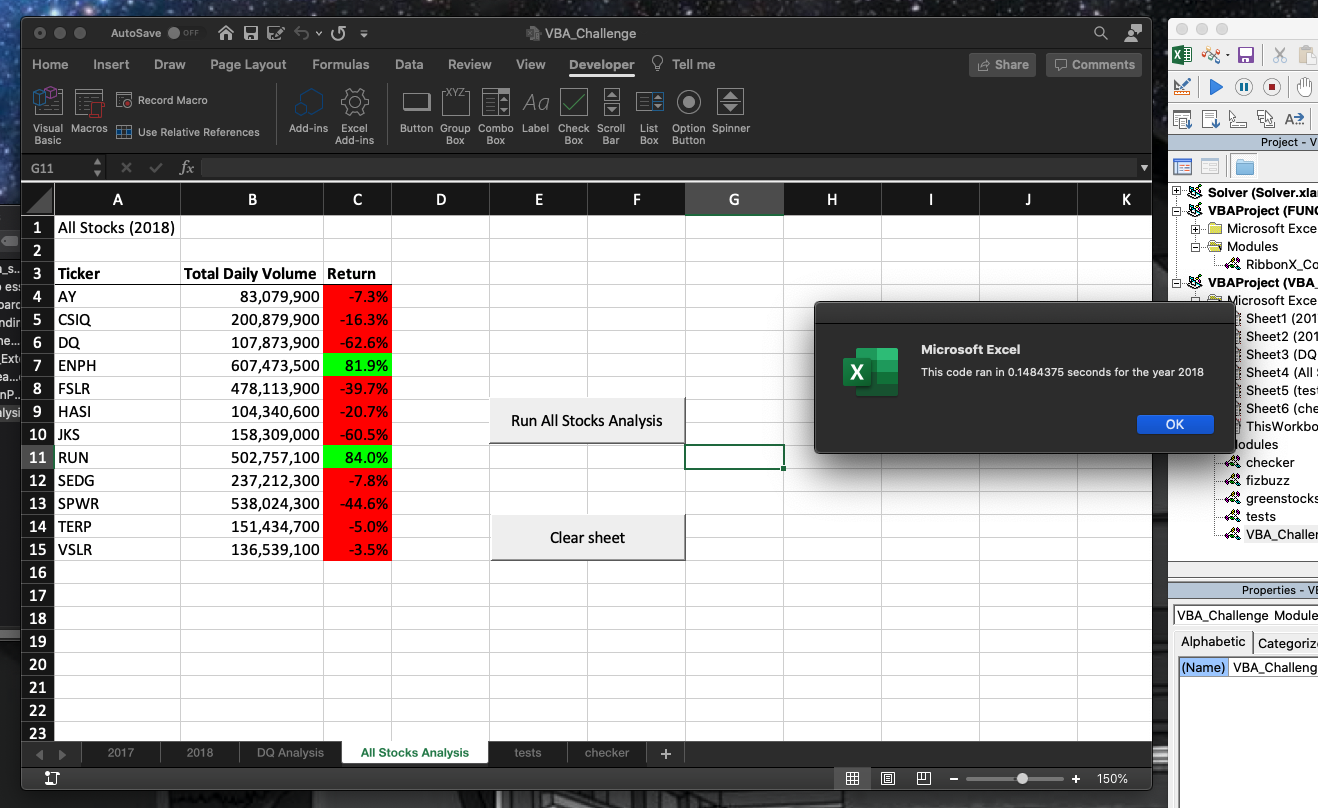 AutoSave OFF
VBA_Challenge
Home Insert Draw Page Layout Formulas Data Review View Developer Tell me
Share Comments
Visual Basic
Macros
Record Macro
Use Relative References
Add-ins
Excel Add-ins
Button
XYZ
Group Box
Combo Box
Aa
Label
Check Box
Scroll Bar
List Box
Option Button
Spinner
G11 fx
A B C D E F G H I J K
1 All Stocks (2018)
2
3 Ticker Total Daily Volume Return
4 AY 83,079,900 -7.3%
5 CSIQ 200,879,900 -16.3%
6 DQ 107,873,900 -62.6%
7 ENPH 607,473,500 81.9%
8 FSLR 478,113,900 -39.7%
9 HASI 104,340,600 -20.7%
10 JKS 158,309,000 -60.5%
11 RUN 502,757,100 84.0%
12 SEDG 237,212,300 -7.8%
13 SPWR 538,024,300 -44.6%
14 TERP 151,434,700 -5.0%
15 VSLR 136,539,100 -3.5%
16
17
18
19
20
21
22
23
Run All Stocks Analysis
Clear sheet
X
Microsoft Excel
This code ran in 0.1484375 seconds for the year 2018
OK
2017 2018 DQ Analysis All Stocks Analysis tests checker +
150%
Project - V
Solver (Solver.xla
VBAProject (FUNC
Microsoft Exce
Modules
RibbonX_Co
VBAProject (VBA_
Microsoft Exce
Sheet1 (201
Sheet2 (201
Sheet3 (DQ
Sheet4 (All S
Sheet5 (test
Sheet6 (che
ThisWorkbo
Modules
checker
fizbuzz
greenstocks
tests
VBA_Challen
Properties - VB
VBA_Challenge Module
Alphabetic Categorize
(Name) VBA_Challeng